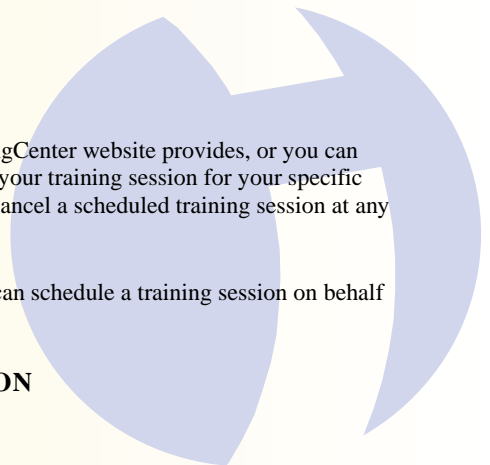 gCenter website provides, or you can
your training session for your specific
ancel a scheduled training session at any
can schedule a training session on behalf
ON